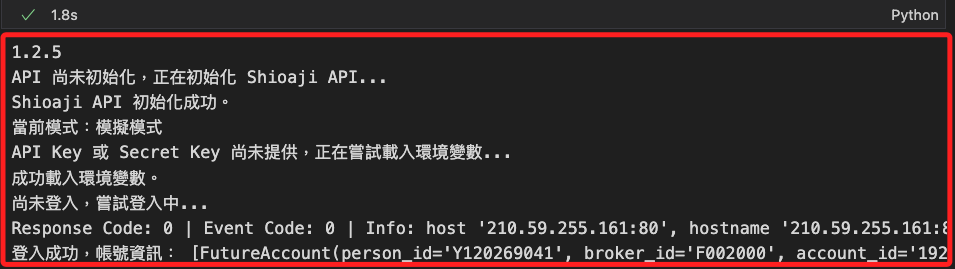 1.8s
Python
1.2.5
API 尚未初始化，正在初始化 Shioaji API...
Shioaji API 初始化成功。
當前模式：模擬模式
API Key 或 Secret Key 尚未提供，正在嘗試載入環境變數...
成功載入環境變數。
尚未登入，嘗試登入中...
Response Code: 0 | Event Code: 0 | Info: host '210.59.255.161:80', hostname '210.59.255.161:8
登入成功，帳號資訊： [FutureAccount(person_id='Y120269041', broker_id='F002000', account_id='192